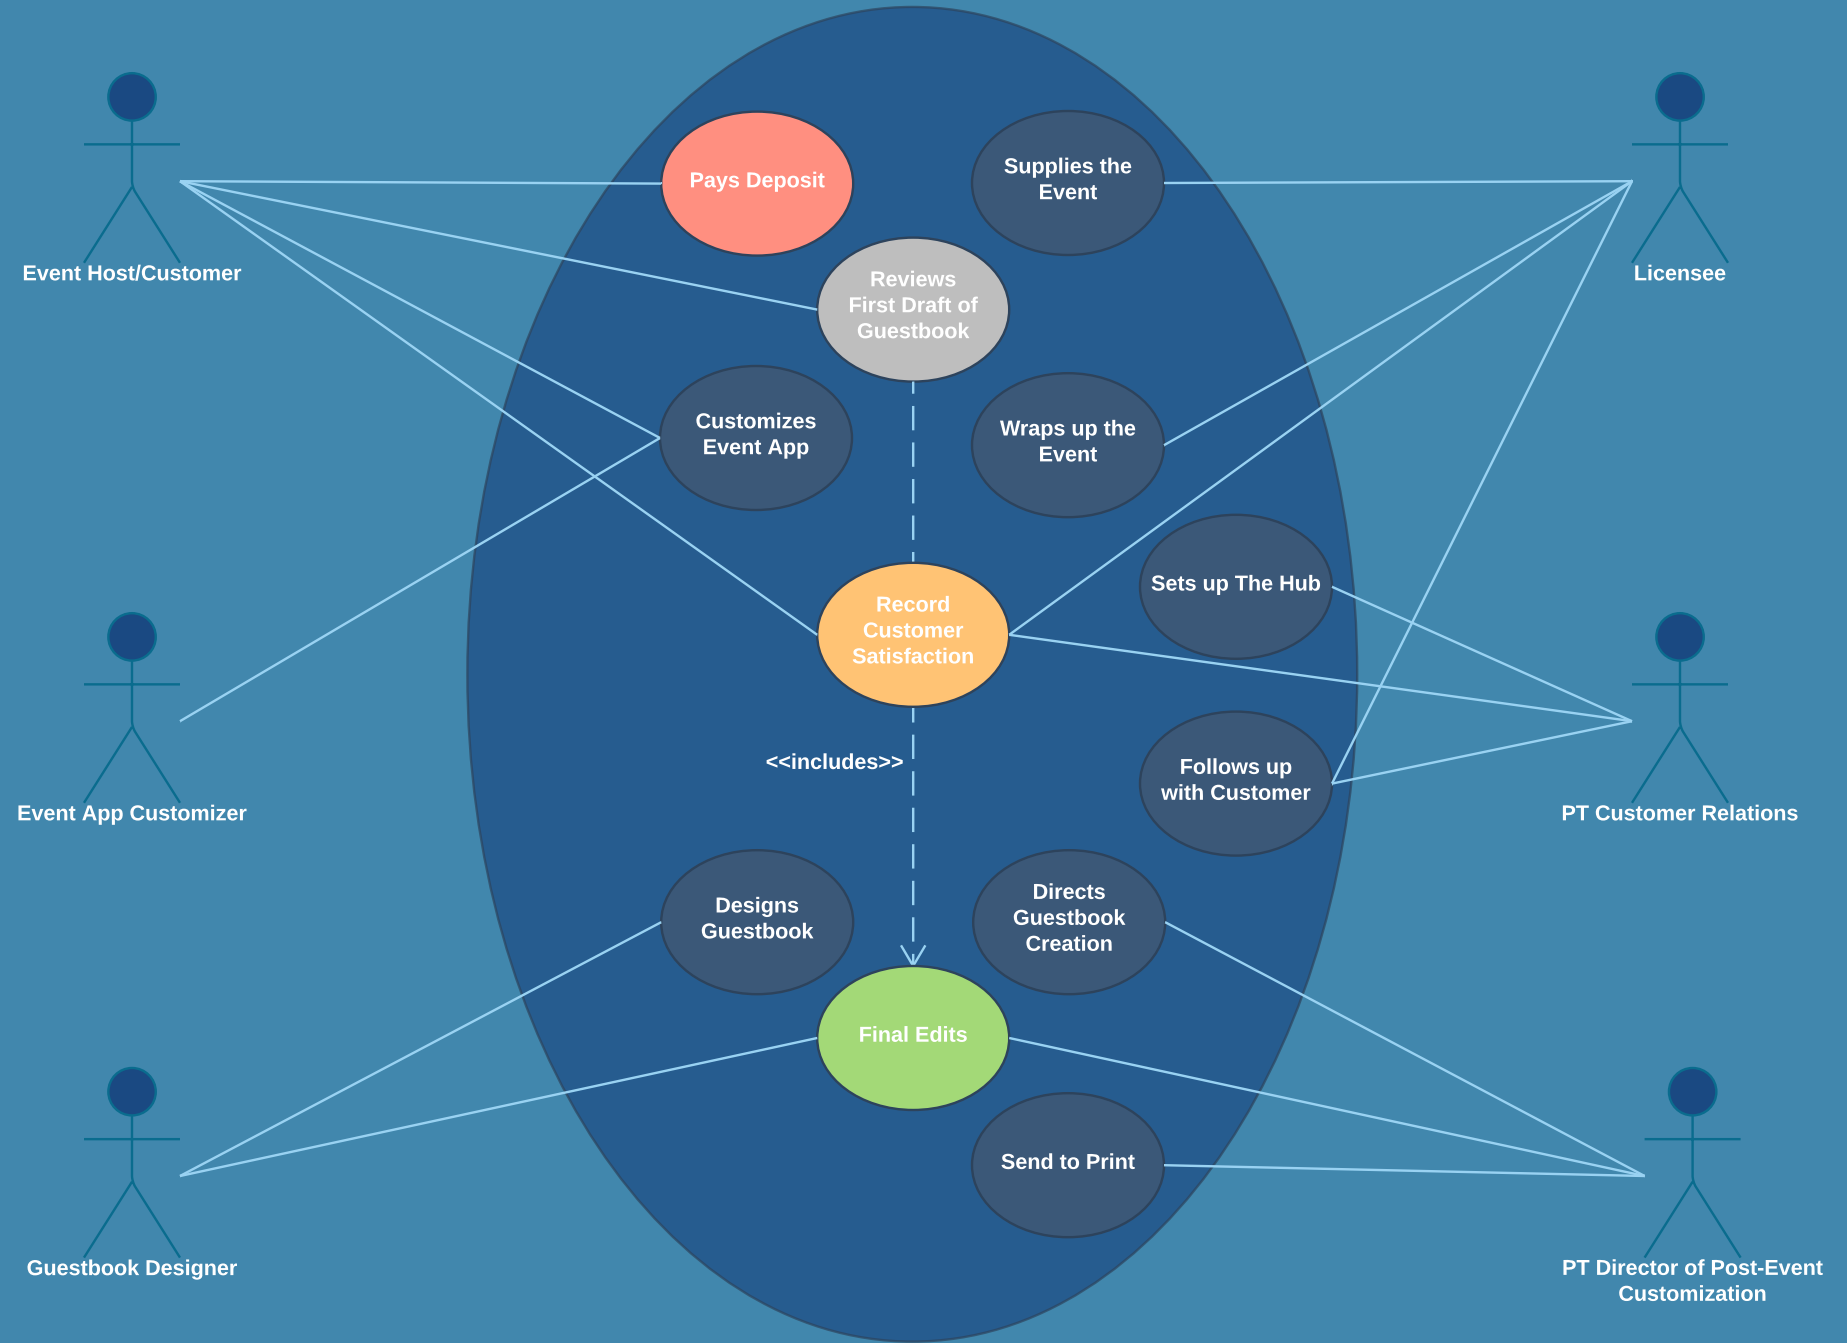 Event Host/Customer
Pays Deposit
Supplies the
Event
Licensee
Reviews
First Draft of
Guestbook
Customizes
Event App
Wraps up the
Event
Sets up The Hub
Record
Customer
Satisfaction
Event App Customizer
<<includes>>
Follows up
with Customer
PT Customer Relations
Designs
Guestbook
Directs
Guestbook
Creation
Final Edits
Send to Print
Guestbook Designer
PT Director of Post-Event
Customization